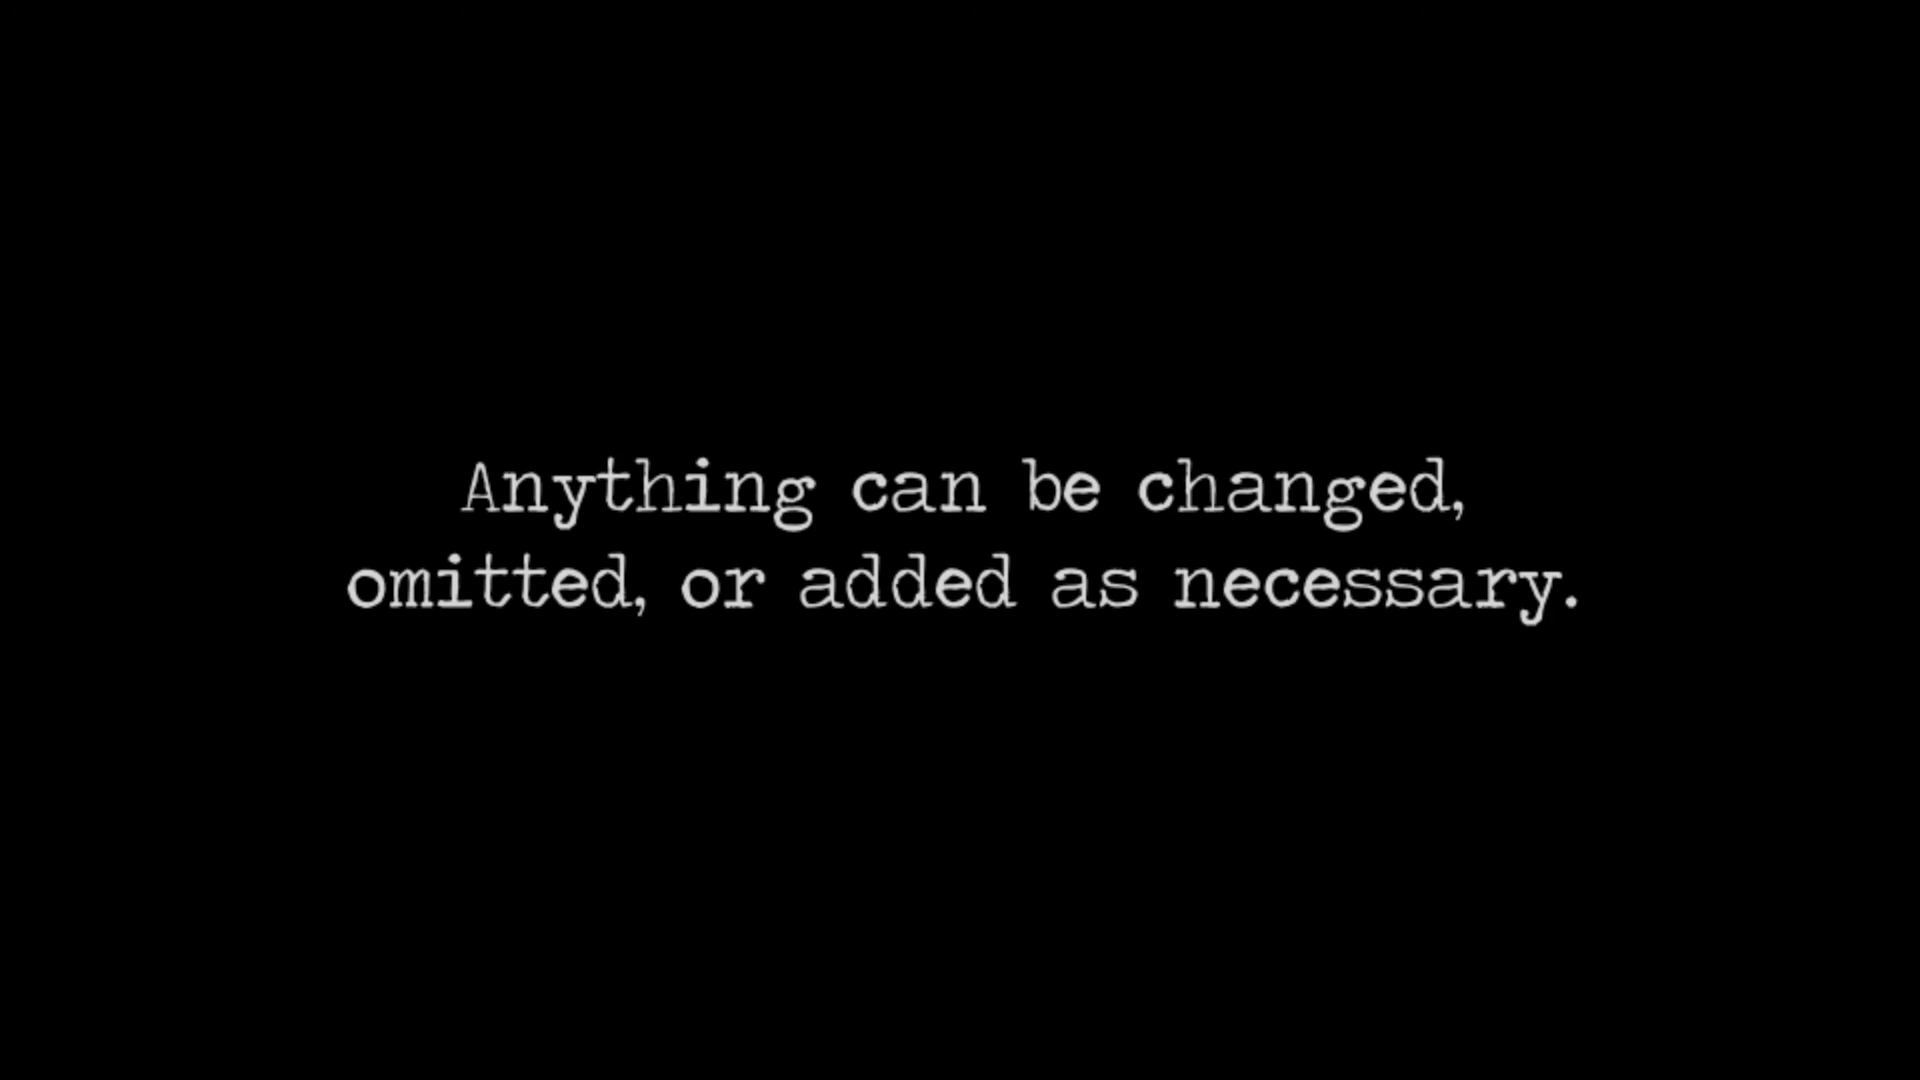 Anything can be changed,
omitted, or added as necessary.